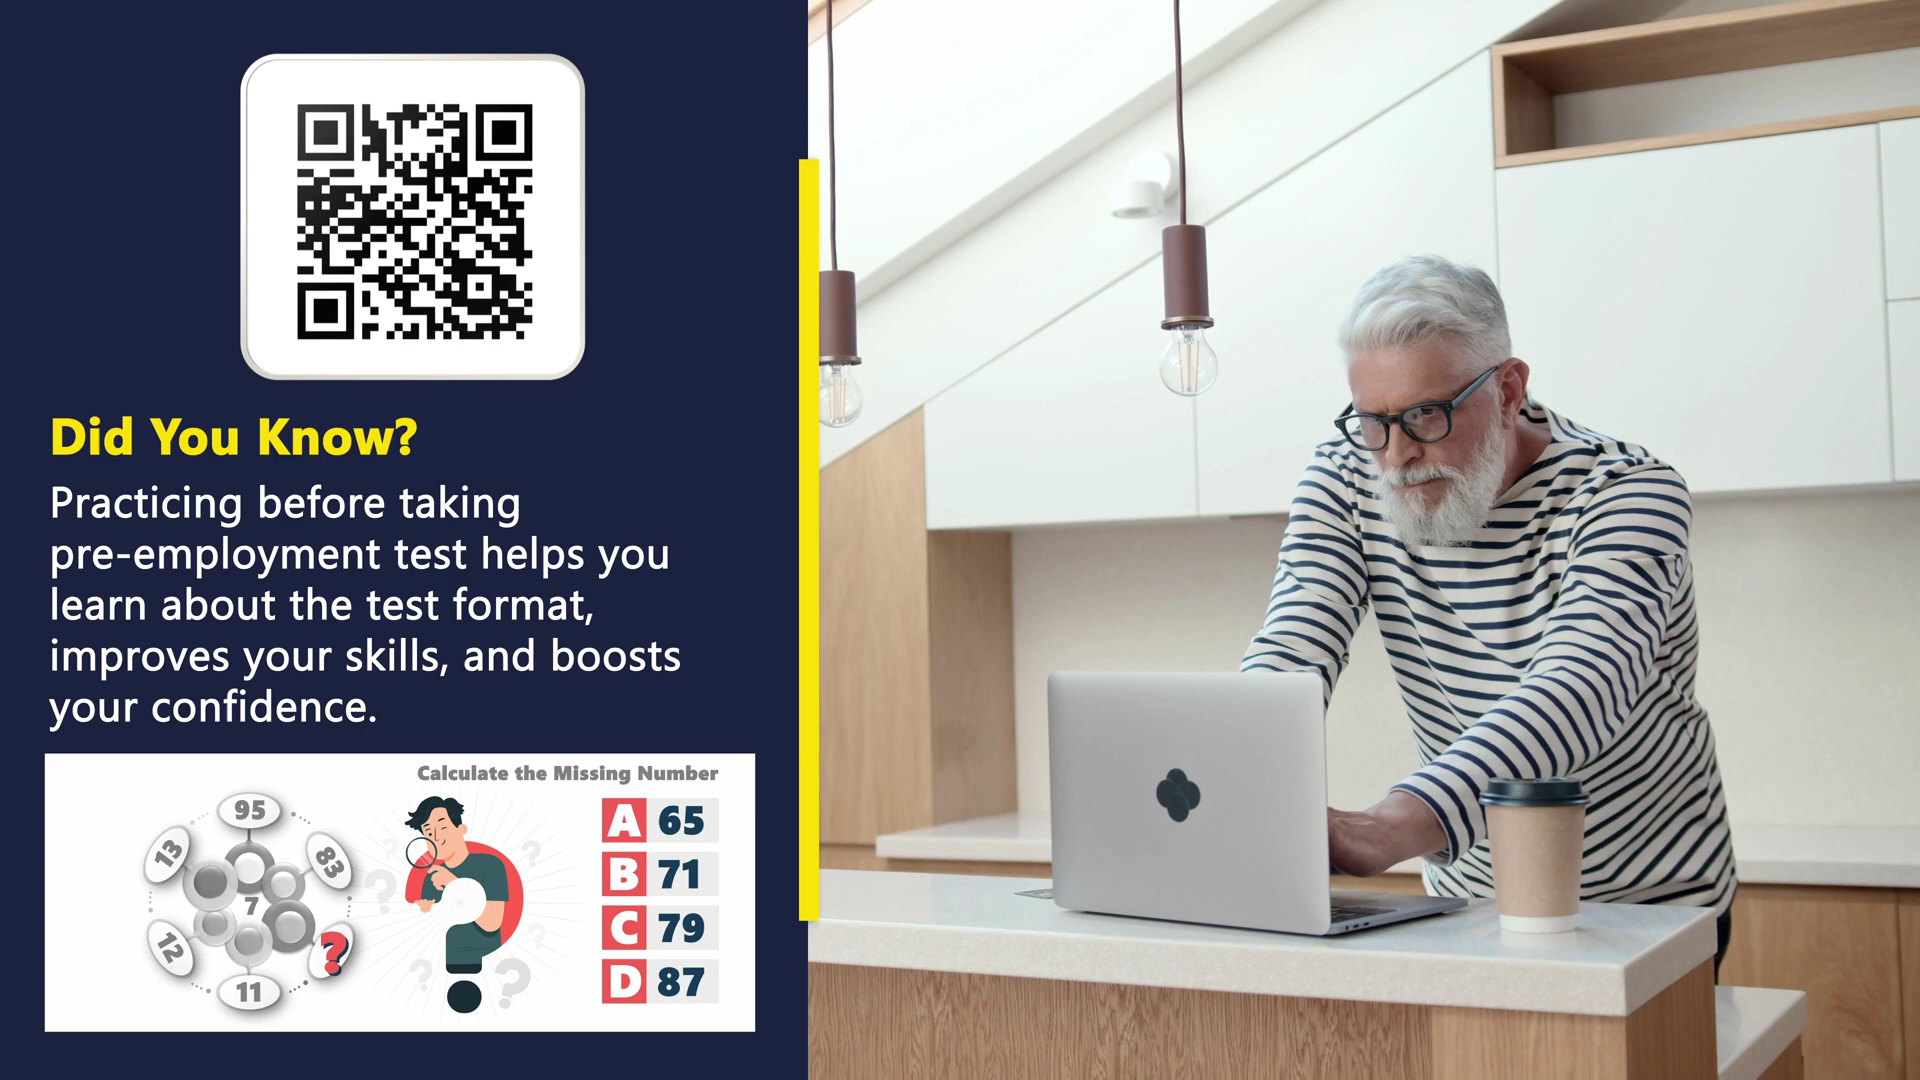 Did You Know?
Practicing before taking
pre-employment test helps you
learn about the test format,
improves your skills, and boosts
your confidence.
Calculate the Missing Number
95
13
83
7
12
?
11
A 65
B 71
C 79
D 87